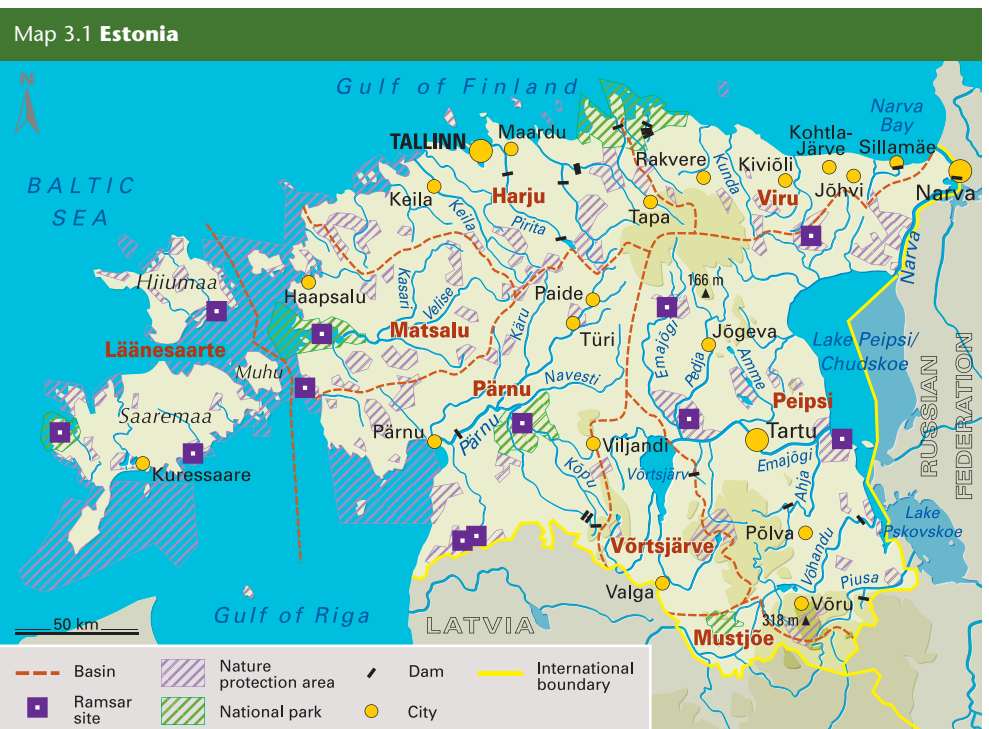 Map 3.1 Estonia
N
Gulf of Finland
BALTIC
SEA
Narva
Bay
TALLINN
Maardu
Kohtla-
Järve
Sillamäe
Rakvere
Kunda
Kiviõli
Jõhvi
Narva
Keila
Harju
Viru
Keila
Pirita
Tapa
Narva
Hiiumaa
Haapsalu
Kasari
Velise
Paide
166 m
Läänesaarte
Matsalu
Käru
Türi
Emajõgi
Jõgeva
Lake Peipsi/
Chudskoe
Muhu
Pedja
Amme
Navesti
Pärnu
Peipsi
Saaremaa
RUSSIAN
FEDERATION
Pärnu
Pärnu
Viljandi
Tartu
Kuressaare
Kõpu
Võrtsjärv
Emajõgi
Ahja
Lake
Pskovskoe
Põlva
Võrtsjärve
Võhandu
Valga
Piusa
Võru
Gulf of Riga
318 m
50 km
LATVIA
Mustjõe
Basin
Nature
protection area
Dam
International
boundary
Ramsar
site
National park
City